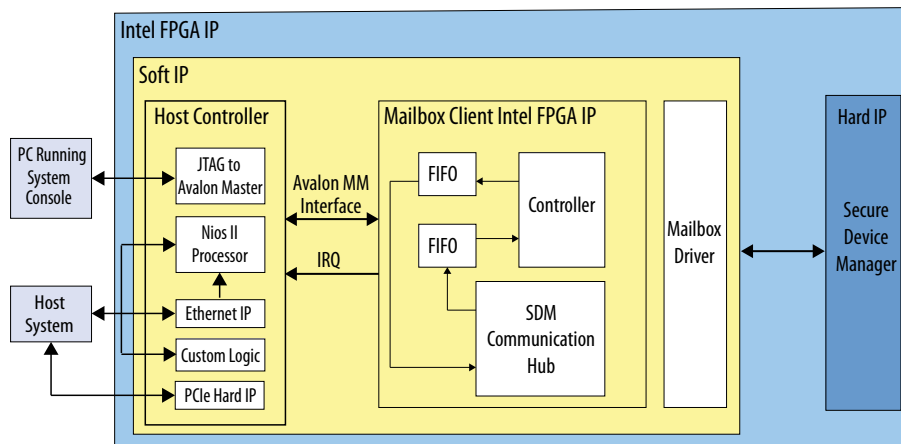 Intel FPGA IP
Soft IP
Host Controller
Mailbox Client Intel FPGA IP
Hard IP
PC Running
System
Console
JTAG to
Avalon Master
Avalon MM
Interface
FIFO
Controller
Nios II
Processor
FIFO
IRQ
Mailbox
Driver
Secure
Device
Manager
Host
System
Ethernet IP
SDM
Communication
Hub
Custom Logic
PCIe Hard IP